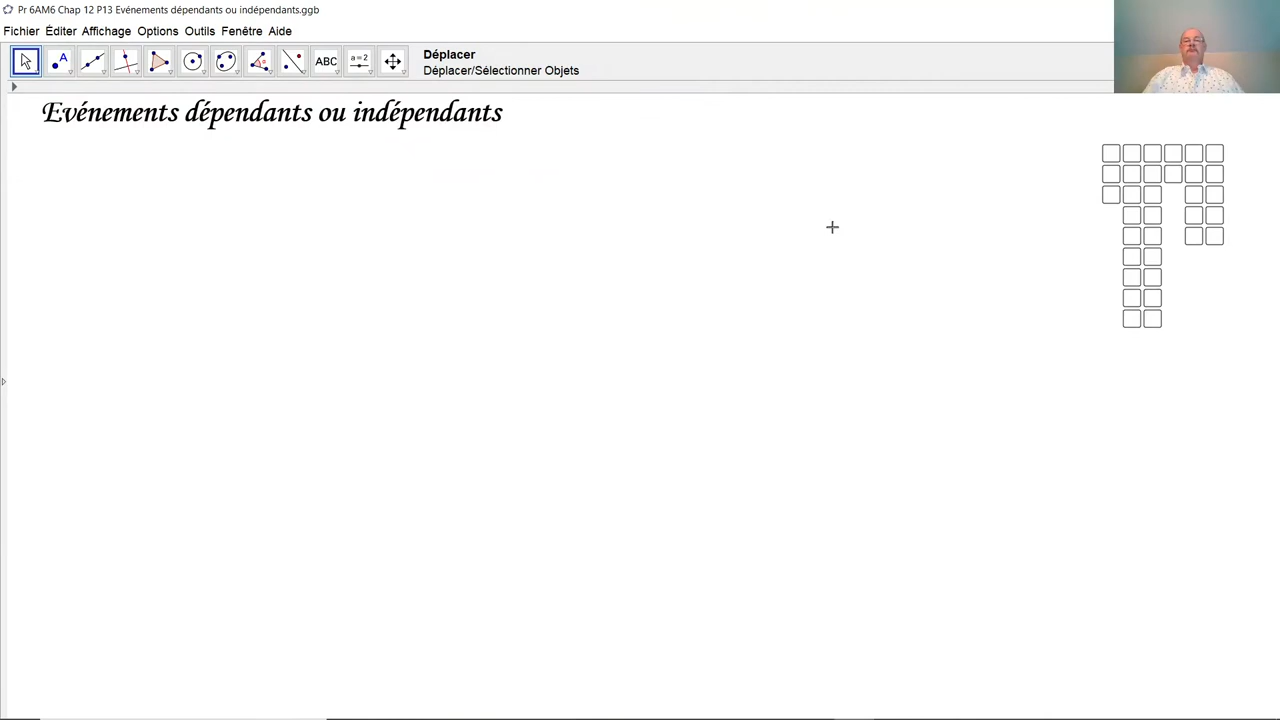 Pr 6AM6 Chap 12 P13 Evénements dépendants ou indépendants.ggb
Fichier Éditer Affichage Options Outils Fenêtre Aide
A
ABC
a=2
Déplacer
Déplacer/Sélectionner Objets
Evénements dépendants ou indépendants